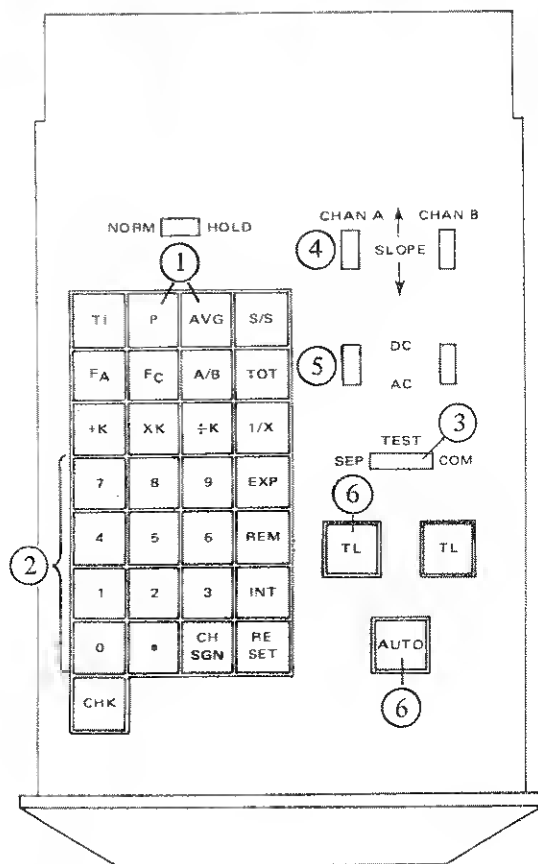 CHAN A CHAN B
NORM HOLD
4 SLOPE
1
TI P AVG S/S
DC
5
FA FC A/B TOT
AC
+K XK ÷K 1/X
TEST 3
SEP COM
7 8 9 EXP
6
4 5 6 REM
TL TL
2
1 2 3 INT
0 • CH SGN RE SET
AUTO
CHK
6